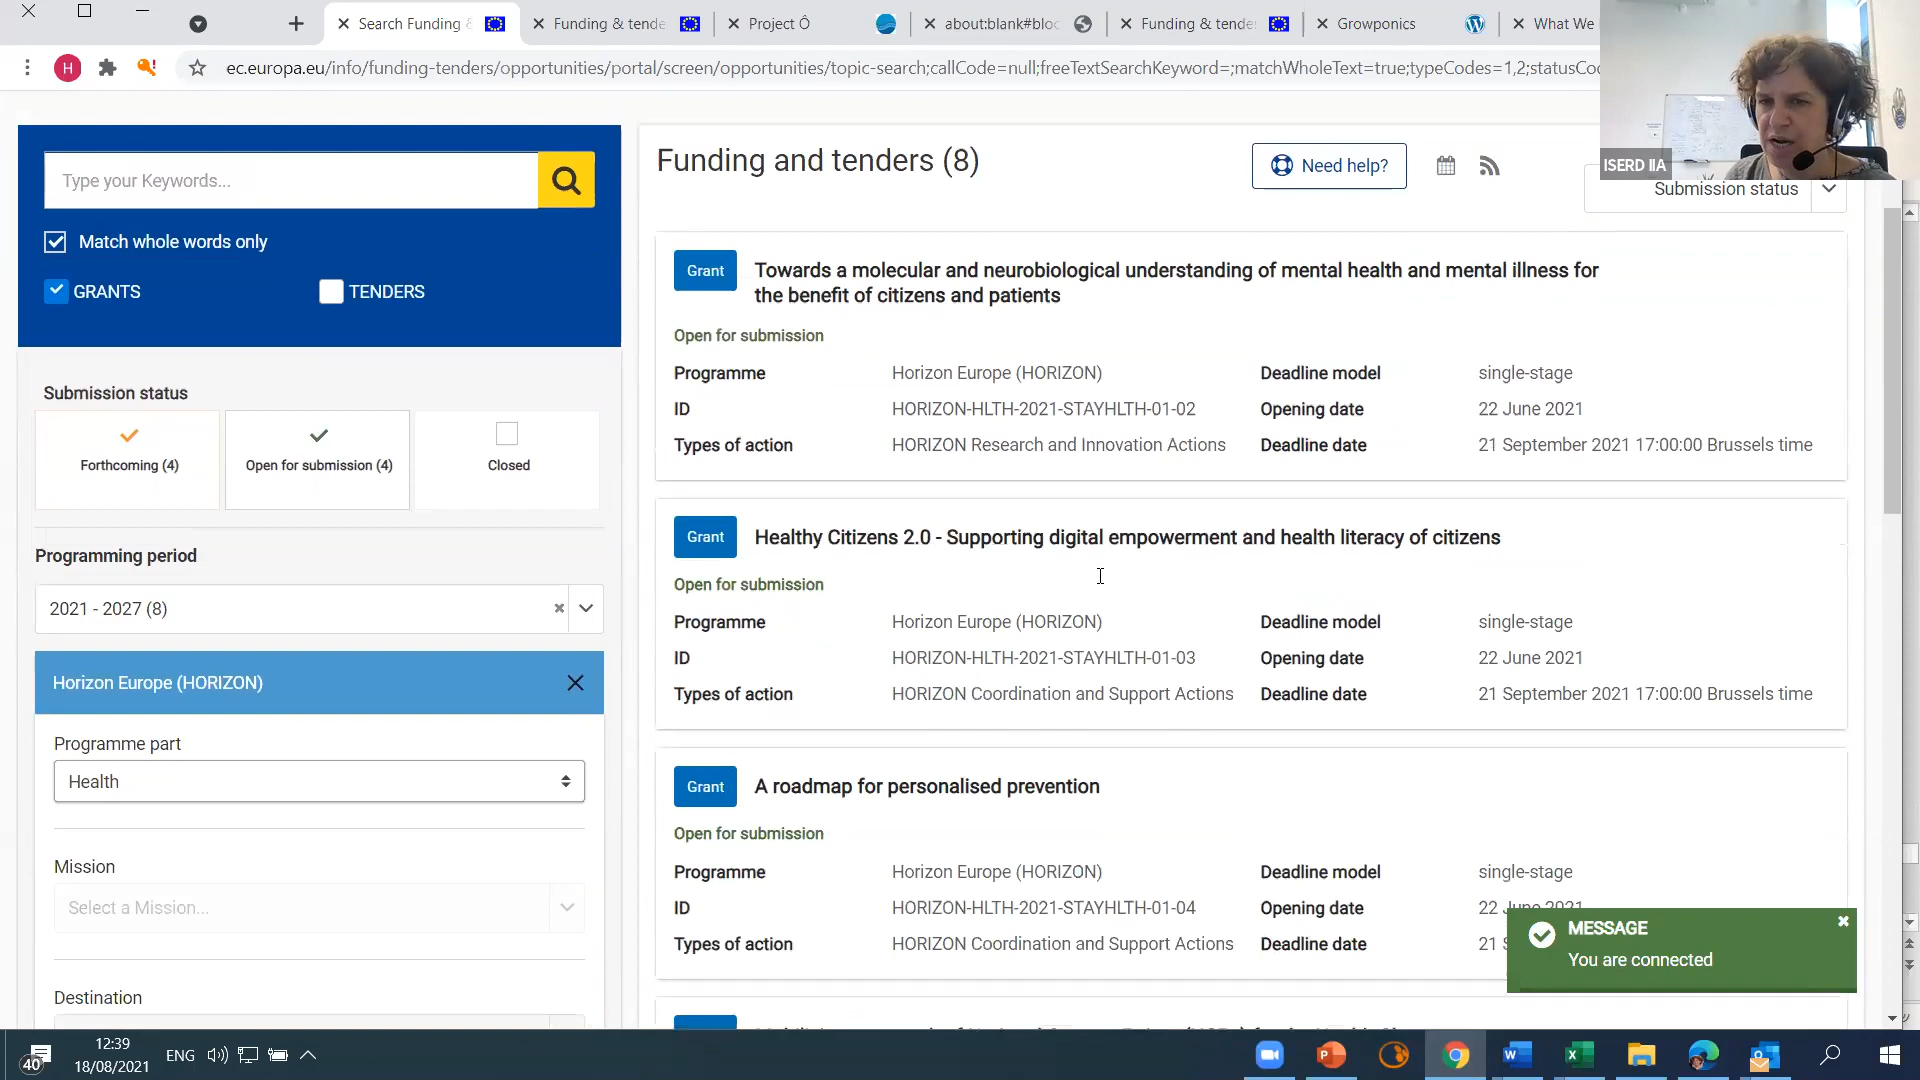 Search Funding &
Funding & tende
Project Ô
about:blank#bloc
Funding & tende
Growponics
What We
H
ec.europa.eu/info/funding-tenders/opportunities/portal/screen/opportunities/topic-search;callCode=null;freeTextSearchKeyword=;matchWholeText=true;typeCodes=1,2;statusCo
ISERD IIA
Type your Keywords...
Match whole words only
GRANTS
TENDERS
Submission status
Forthcoming (4)
Open for submission (4)
Closed
Programming period
2021 - 2027 (8)
Horizon Europe (HORIZON)
Programme part
Health
Mission
Select a Mission...
Destination
Funding and tenders (8)
Need help?
Submission status
Grant
Towards a molecular and neurobiological understanding of mental health and mental illness for
the benefit of citizens and patients
Open for submission
Programme Horizon Europe (HORIZON) Deadline model single-stage
ID HORIZON-HLTH-2021-STAYHLTH-01-02 Opening date 22 June 2021
Types of action HORIZON Research and Innovation Actions Deadline date 21 September 2021 17:00:00 Brussels time
Grant
Healthy Citizens 2.0 - Supporting digital empowerment and health literacy of citizens
Open for submission
Programme Horizon Europe (HORIZON) Deadline model single-stage
ID HORIZON-HLTH-2021-STAYHLTH-01-03 Opening date 22 June 2021
Types of action HORIZON Coordination and Support Actions Deadline date 21 September 2021 17:00:00 Brussels time
Grant
A roadmap for personalised prevention
Open for submission
Programme Horizon Europe (HORIZON) Deadline model single-stage
ID HORIZON-HLTH-2021-STAYHLTH-01-04 Opening date 22 June 2021
Types of action HORIZON Coordination and Support Actions Deadline date 21
MESSAGE
You are connected
40
12:39
18/08/2021
ENG